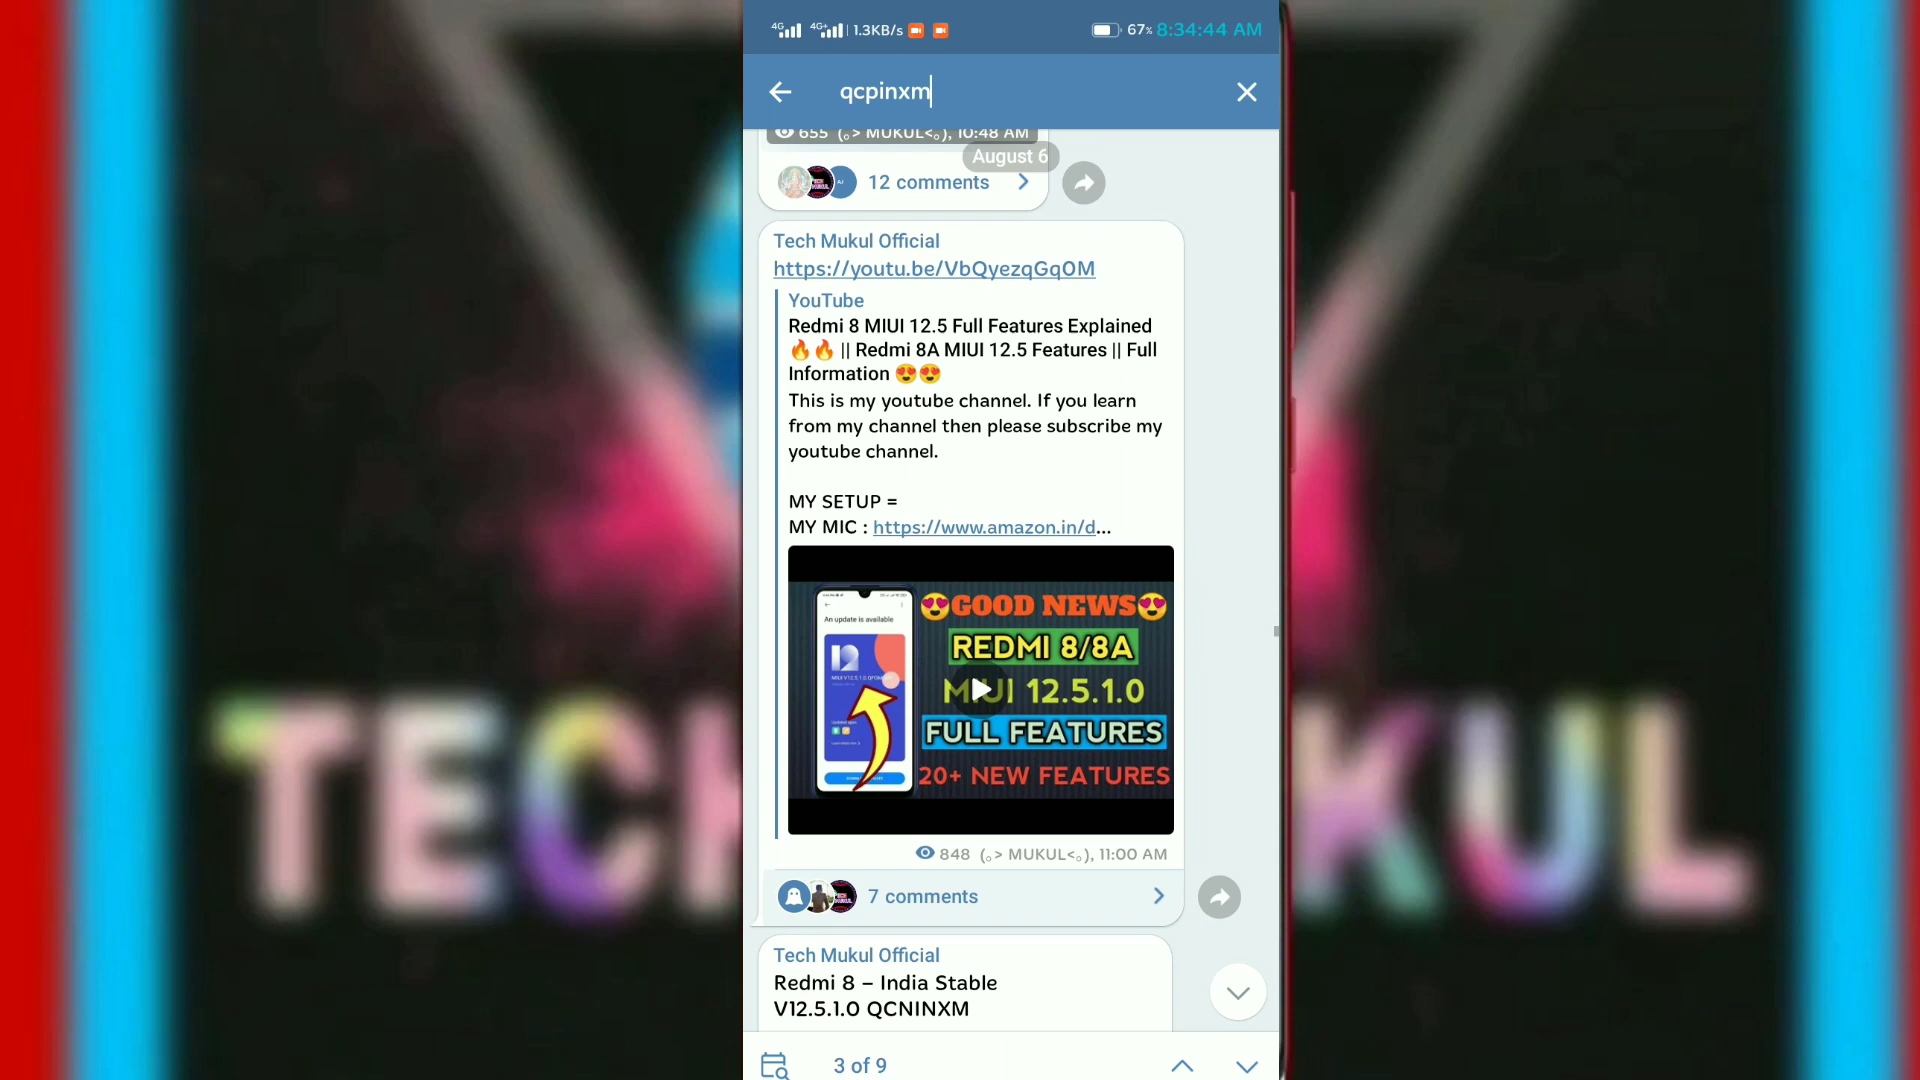 4G 4G+ 1.3KB/s 67% 8:34:44 AM
qcpinxm
655 (ₒ> MUKUL<ₒ), 10:48 AM
August 6
12 comments
Tech Mukul Official
https://youtu.be/VbQyezqGq0M
YouTube
Redmi 8 MIUI 12.5 Full Features Explained
🔥🔥 || Redmi 8A MIUI 12.5 Features || Full
Information 😍😍
This is my youtube channel. If you learn
from my channel then please subscribe my
youtube channel.
MY SETUP =
MY MIC : https://www.amazon.in/d...
An update is available
😍GOOD NEWS😍
REDMI 8/8A
MIUI 12.5.1.0
FULL FEATURES
20+ NEW FEATURES
848 (ₒ> MUKUL<ₒ), 11:00 AM
7 comments
Tech Mukul Official
Redmi 8 – India Stable
V12.5.1.0 QCNINXM
3 of 9
TECH
KUL